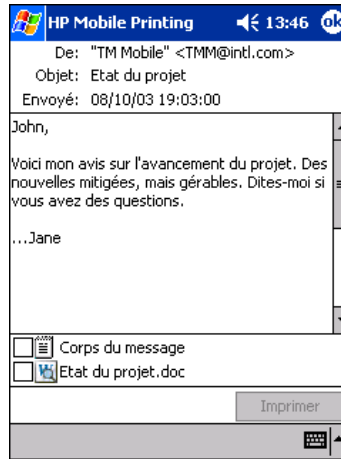 HP Mobile Printing 13:46 ok
De: "TM Mobile" <TMM@intl.com>
Objet: Etat du projet
Envoyé: 08/10/03 19:03:00
John,
Voici mon avis sur l'avancement du projet. Des
nouvelles mitigées, mais gérables. Dites-moi si
vous avez des questions.
...Jane
Corps du message
Etat du projet.doc
Imprimer